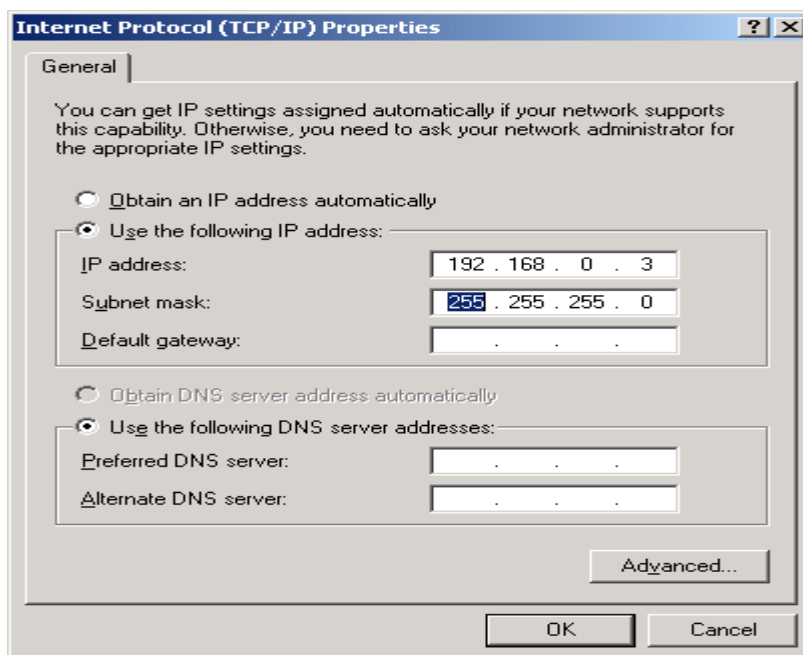 Internet Protocol (TCP/IP) Properties
General
You can get IP settings assigned automatically if your network supports
this capability. Otherwise, you need to ask your network administrator for
the appropriate IP settings.
Obtain an IP address automatically
Use the following IP address:
IP address: 192 . 168 . 0 . 3
Subnet mask: 255 . 255 . 255 . 0
Default gateway: . . .
Obtain DNS server address automatically
Use the following DNS server addresses:
Preferred DNS server: . . .
Alternate DNS server: . . .
Advanced...
OK Cancel